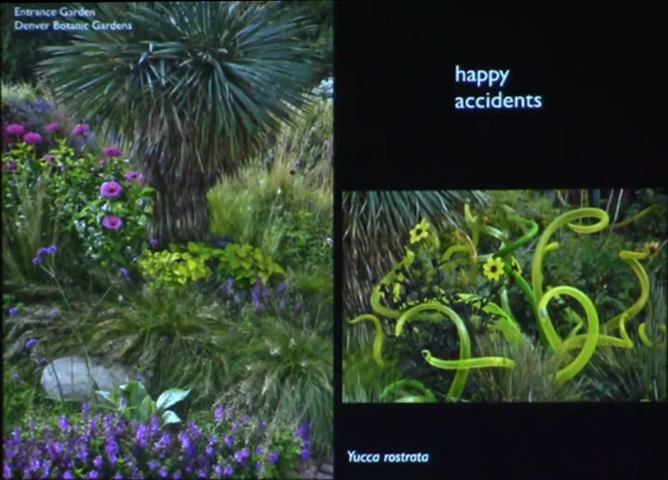 Entrance Garden
Denver Botanic Gardens
happy
accidents
Yucca rostrata